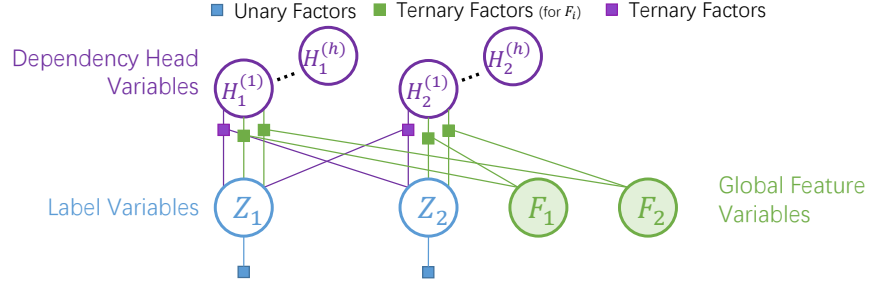 Unary Factors Ternary Factors (for $F_i$) Ternary Factors
Dependency Head
Variables
$H_1^{(1)}$ $H_1^{(h)}$ $H_2^{(1)}$ $H_2^{(h)}$
Label Variables
$Z_1$ $Z_2$ $F_1$ $F_2$
Global Feature
Variables